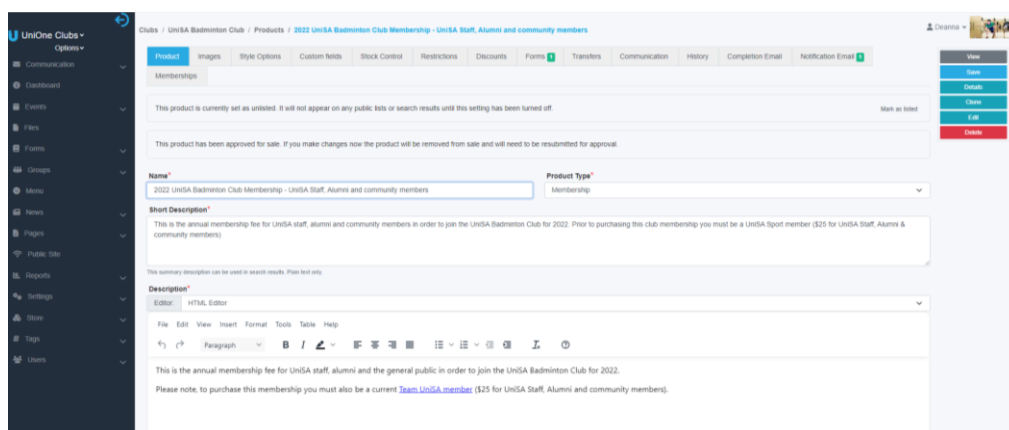 UniOne Clubs
Options
Communication
Dashboard
Events
Files
Forms
Groups
Menu
News
Pages
Public Site
Reports
Settings
Store
Tags
Users
Clubs / UniSA Badminton Club / Products / 2022 UniSA Badminton Club Membership - UniSA Staff, Alumni and community members
Deanna
Product Images Style Options Custom fields Stock Control Restrictions Discounts Forms 1 Transfers Communication History Completion Email Notification Email 1
Memberships
View
Save
Details
Clone
Edit
Delete
This product is currently set as unlisted. It will not appear on any public lists or search results until this setting has been turned off. Mark as listed
This product has been approved for sale. If you make changes now the product will be removed from sale and will need to be resubmitted for approval.
Name* Product Type*
2022 UniSA Badminton Club Membership - UniSA Staff, Alumni and community members Membership
Short Description*
This is the annual membership fee for UniSA staff, alumni and community members in order to join the UniSA Badminton Club for 2022. Prior to purchasing this club membership you must be a UniSA Sport member ($25 for UniSA Staff, Alumni &
community members)
This summary description can be used in search results. Plain text only.
Description*
Editor: HTML Editor
File Edit View Insert Format Tools Table Help
Paragraph B I
This is the annual membership fee for UniSA staff, alumni and the general public in order to join the UniSA Badminton Club for 2022.
Please note, to purchase this membership you must also be a current Team UniSA member ($25 for UniSA Staff, Alumni and community members).